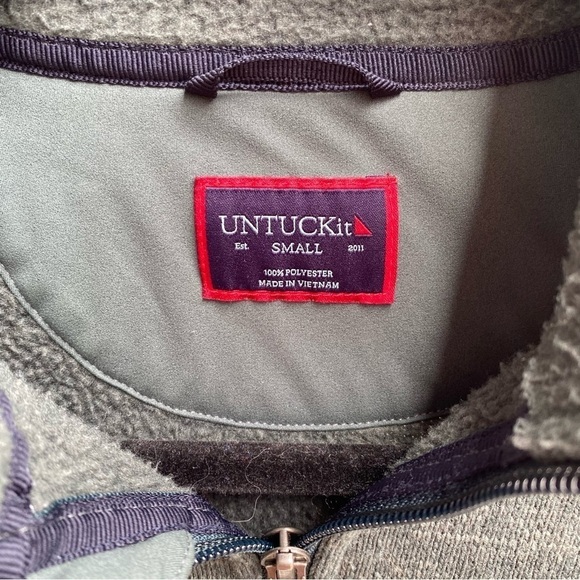 UNTUCKit
Est. SMALL 2011
100% POLYESTER
MADE IN VIETNAM